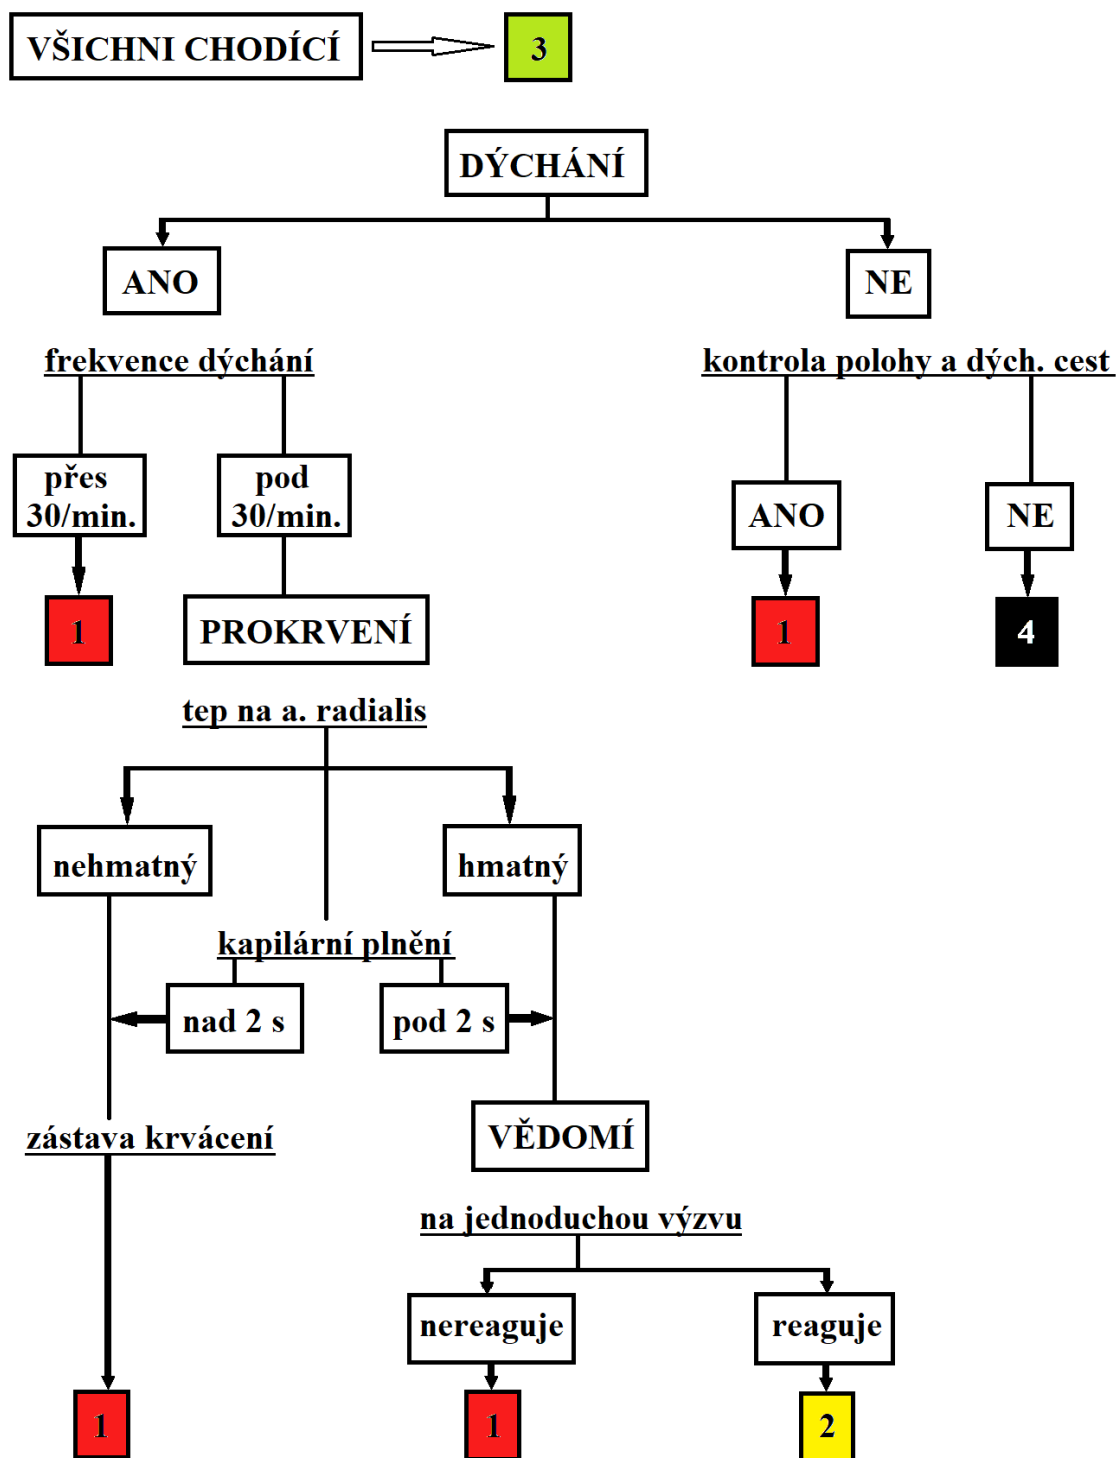 VŠICHNI CHODÍCÍ
3
DÝCHÁNÍ
ANO
NE
frekvence dýchání
kontrola polohy a dých. cest
přes
30/min.
pod
30/min.
ANO
NE
1
PROKRVENÍ
1
4
tep na a. radialis
nehmatný
hmatný
kapilární plnění
nad 2 s
pod 2 s
zástava krvácení
VĚDOMÍ
na jednoduchou výzvu
nereaguje
reaguje
1
1
2